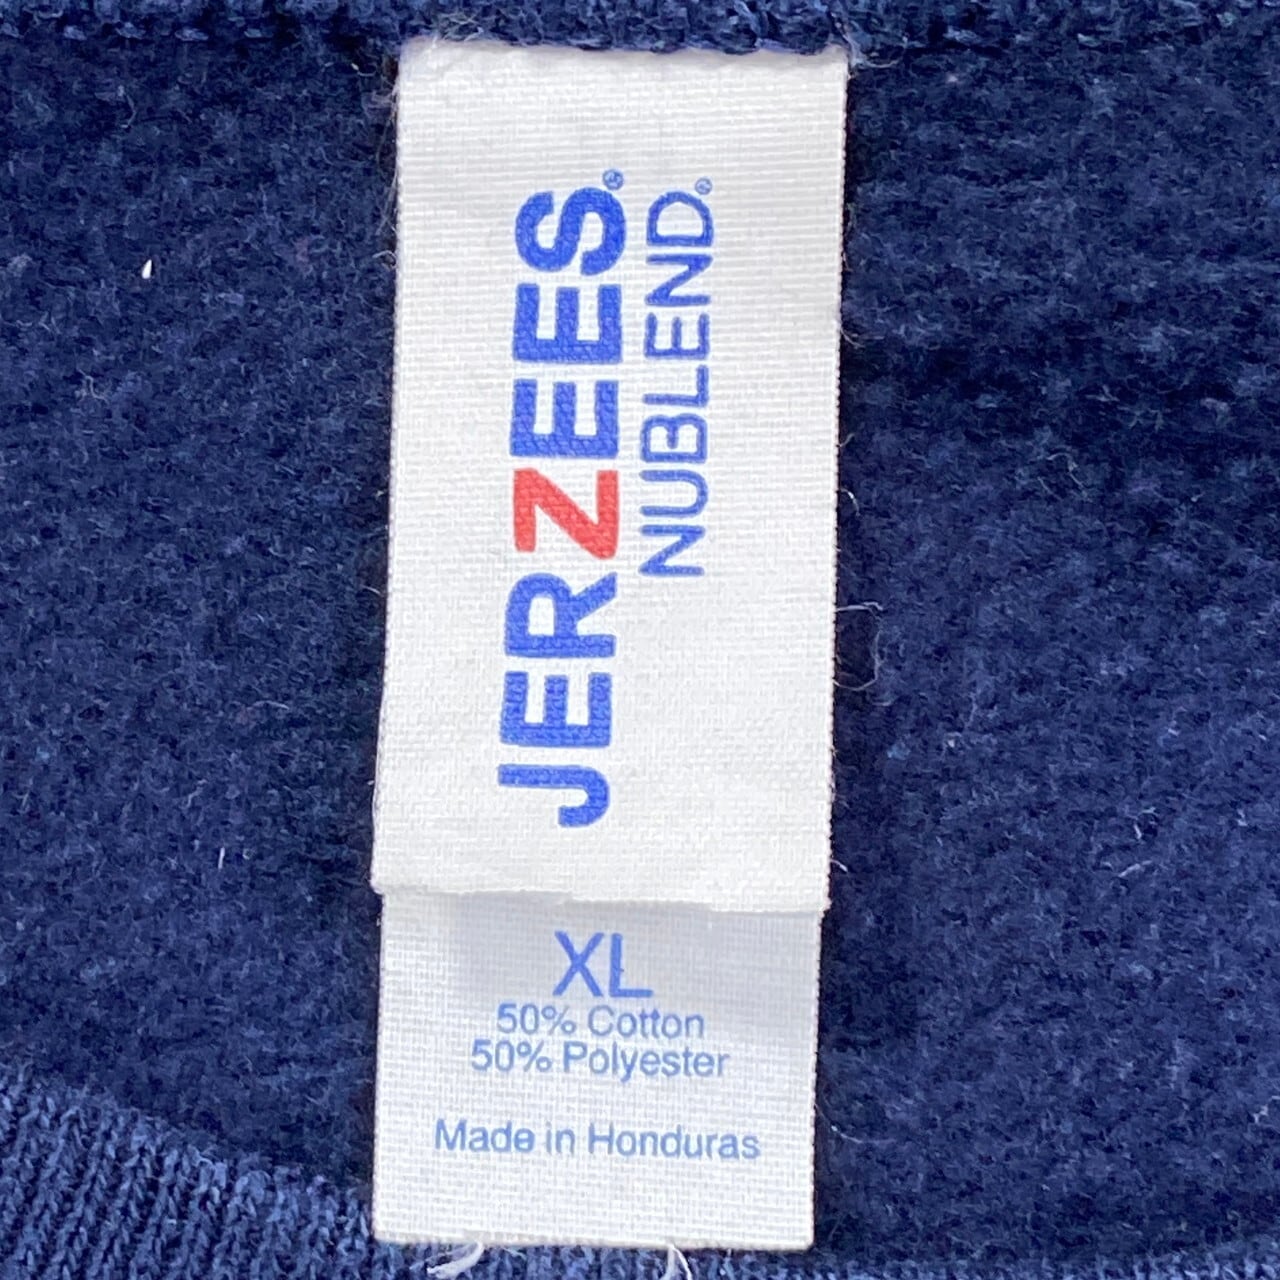 JERZEES®
NUBLEND®
XL
50% Cotton
50% Polyester
Made in Honduras